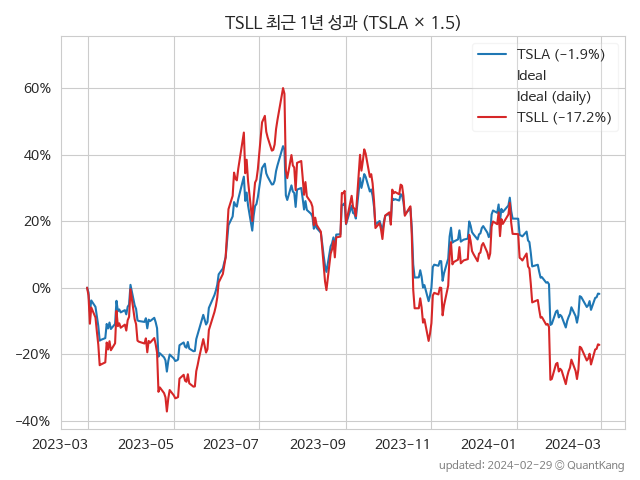 TSLL 최근 1년 성과 (TSLA × 1.5)
TSLA (−1.9%)
Ideal
Ideal (daily)
TSLL (−17.2%)
60%
40%
20%
0%
−20%
−40%
2023−03
2023−05
2023−07
2023−09
2023−11
2024−01
2024−03
updated: 2024−02−29 © QuantKang